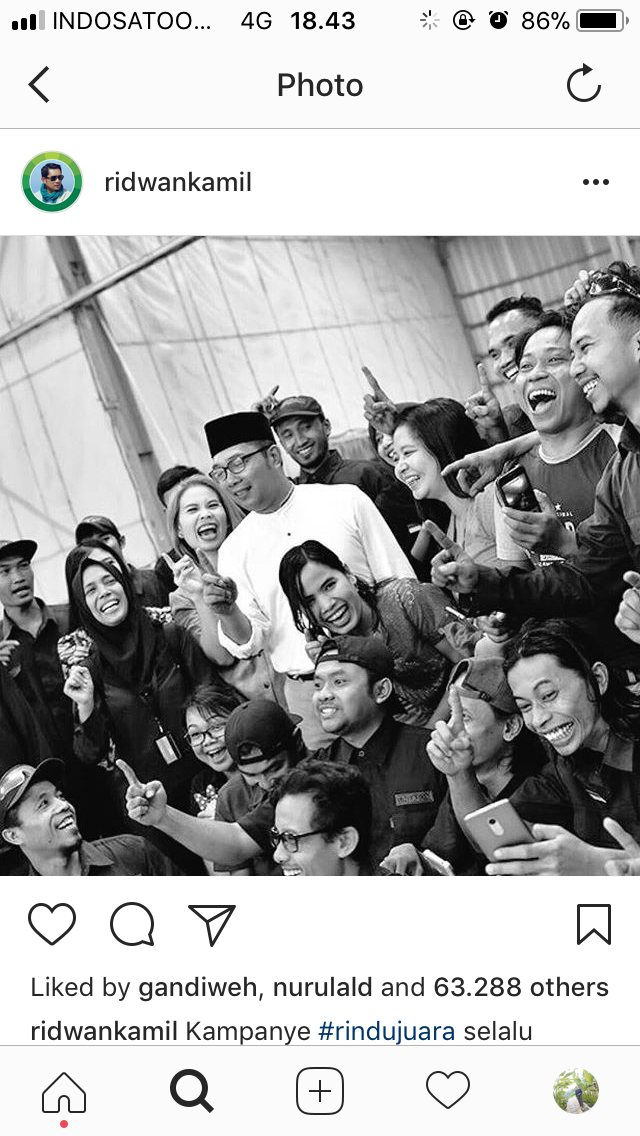 INDOSATOO... 4G 18.43 86%
Photo
ridwankamil
Liked by gandiweh, nurulald and 63.288 others
ridwankamil Kampanye #rindujuara selalu